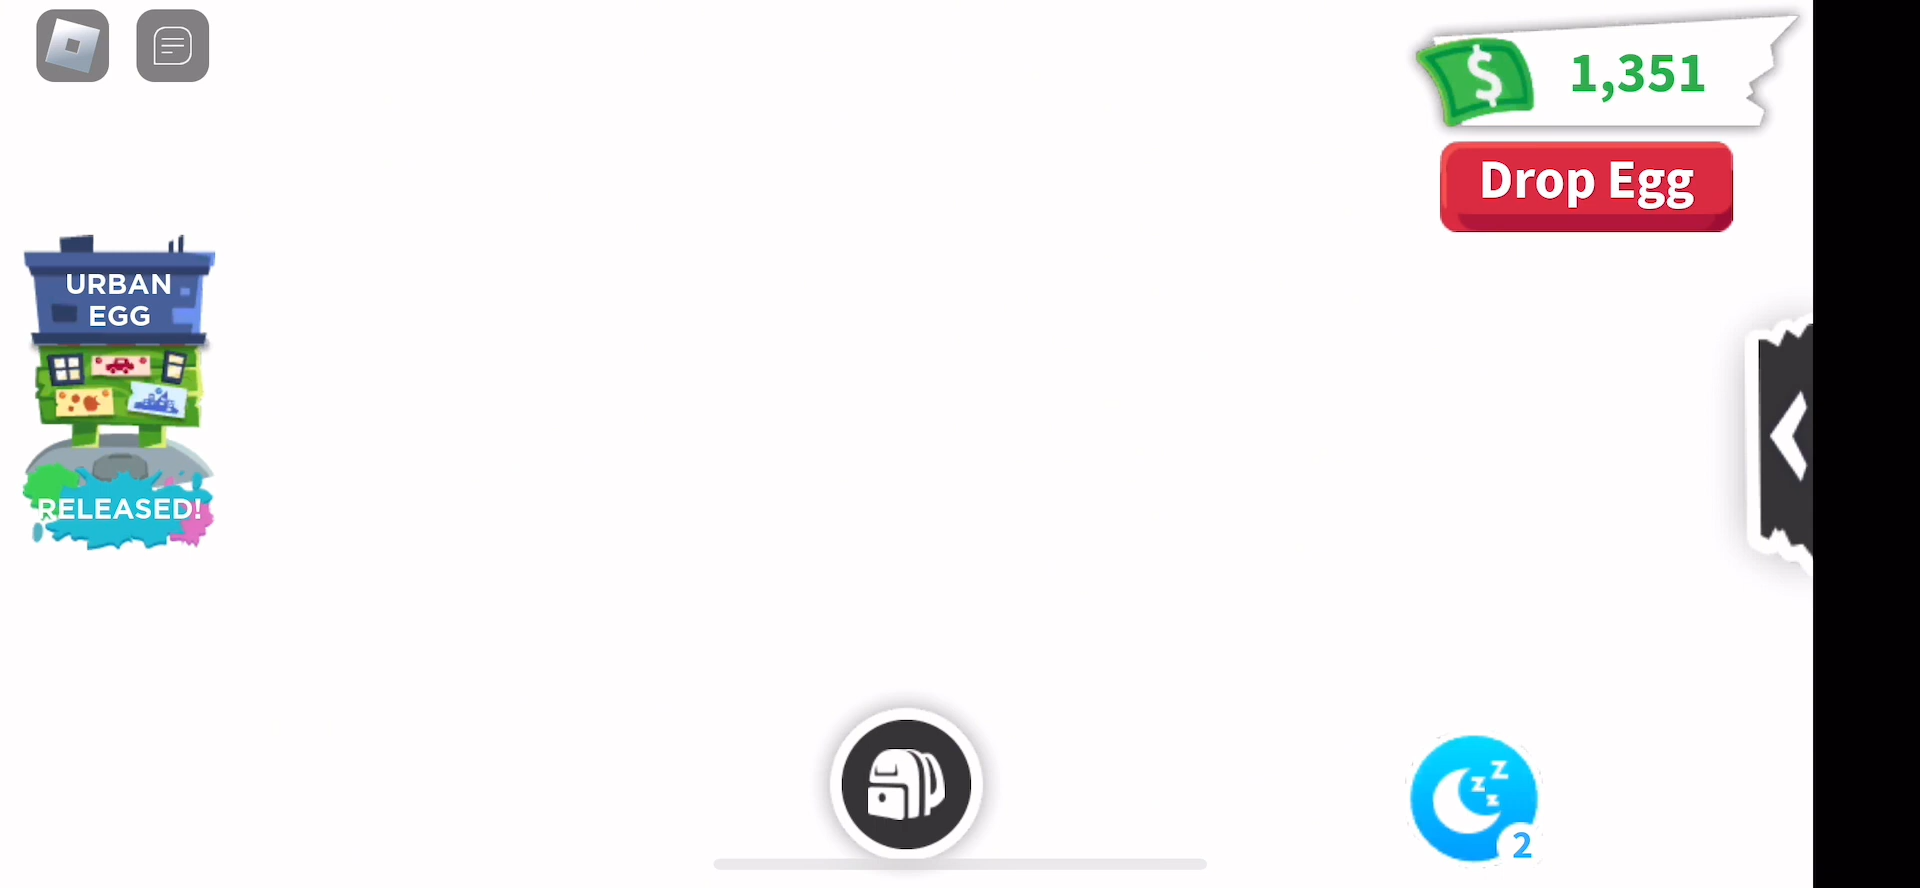 1,351
Drop Egg
URBAN
EGG
RELEASED!
z z z
2